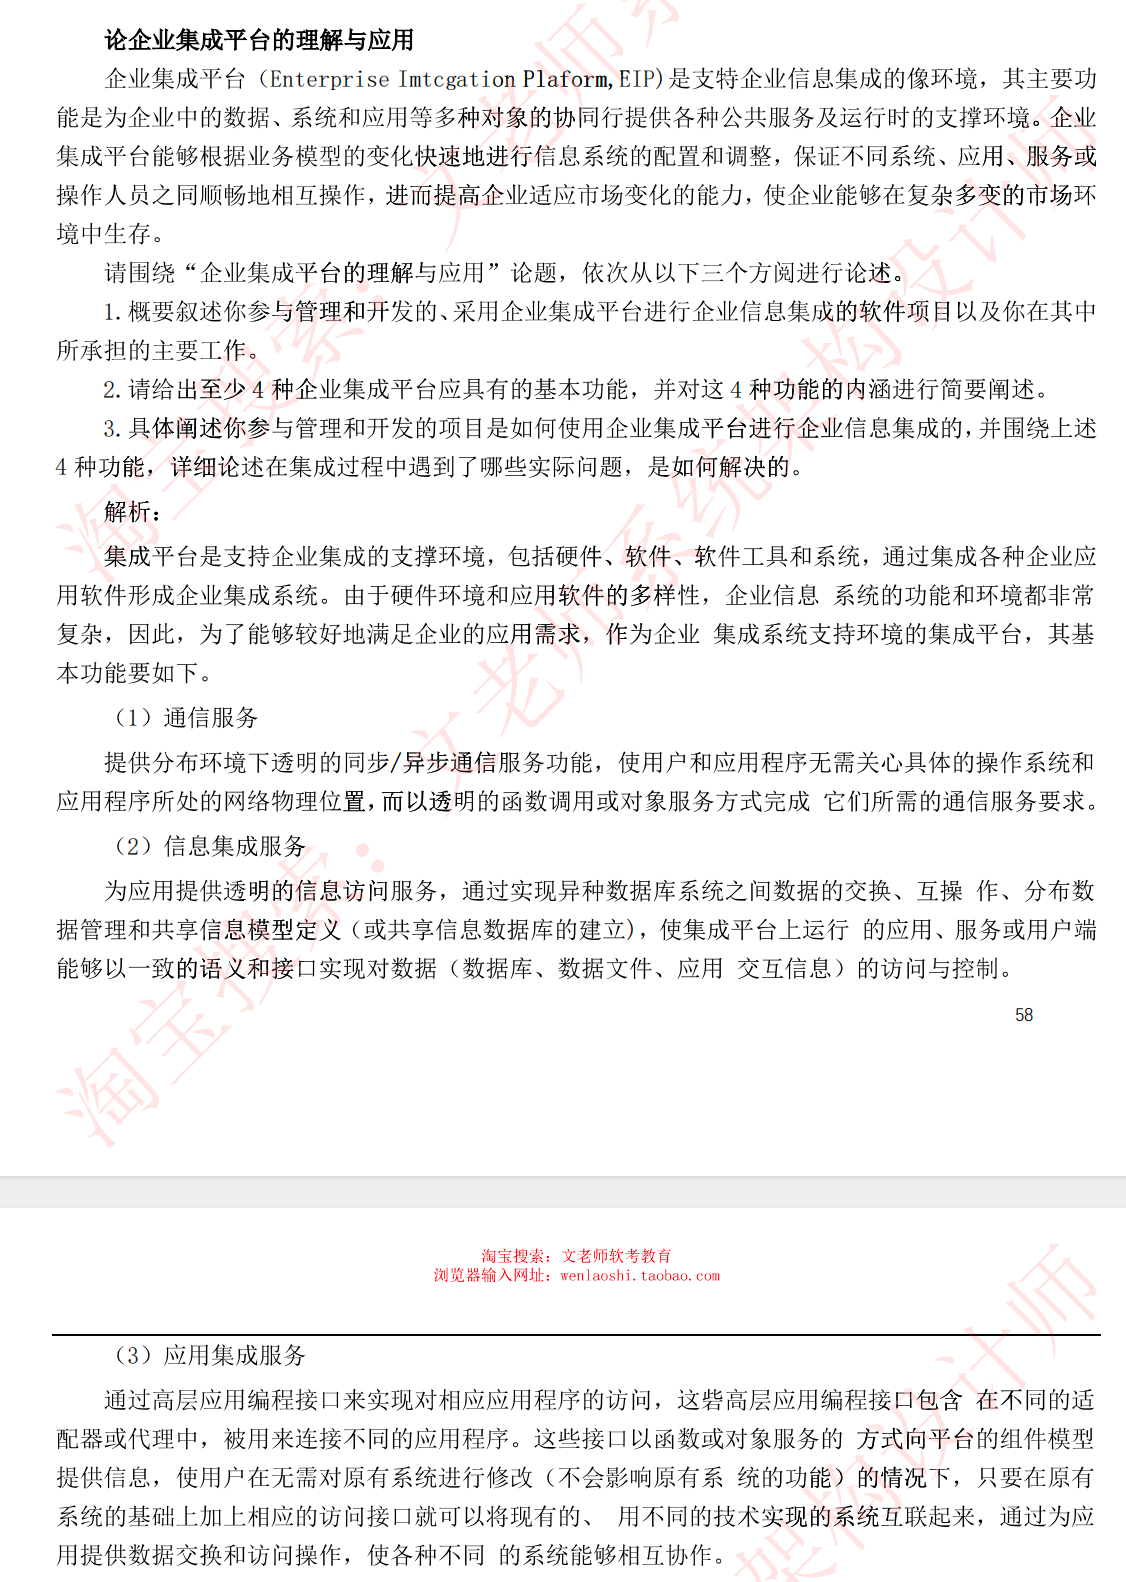 论企业集成平台的理解与应用
企业集成平台（Enterprise Imtcgation Plaform,EIP)是支特企业信息集成的像环境，其主要功
能是为企业中的数据、系统和应用等多种对象的协同行提供各种公共服务及运行时的支撑环境。企业
集成平台能够根据业务模型的变化快速地进行信息系统的配置和调整，保证不同系统、应用、服务或
操作人员之同顺畅地相互操作，进而提高企业适应市场变化的能力，使企业能够在复杂多变的市场环
境中生存。
请围绕“企业集成平台的理解与应用”论题，依次从以下三个方阅进行论述。
1.概要叙述你参与管理和开发的、采用企业集成平台进行企业信息集成的软件项目以及你在其中
所承担的主要工作。
2.请给出至少 4 种企业集成平台应具有的基本功能，并对这 4 种功能的内涵进行简要阐述。
3.具体阐述你参与管理和开发的项目是如何使用企业集成平台进行企业信息集成的，并围绕上述
4 种功能，详细论述在集成过程中遇到了哪些实际问题，是如何解决的。
解析：
集成平台是支持企业集成的支撑环境，包括硬件、软件、软件工具和系统，通过集成各种企业应
用软件形成企业集成系统。由于硬件环境和应用软件的多样性，企业信息 系统的功能和环境都非常
复杂，因此，为了能够较好地满足企业的应用需求，作为企业 集成系统支持环境的集成平台，其基
本功能要如下。
（1）通信服务
提供分布环境下透明的同步/异步通信服务功能，使用户和应用程序无需关心具体的操作系统和
应用程序所处的网络物理位置，而以透明的函数调用或对象服务方式完成 它们所需的通信服务要求。
（2）信息集成服务
为应用提供透明的信息访问服务，通过实现异种数据库系统之间数据的交换、互操 作、分布数
据管理和共享信息模型定义（或共享信息数据库的建立)，使集成平台上运行 的应用、服务或用户端
能够以一致的语义和接口实现对数据（数据库、数据文件、应用 交互信息）的访问与控制。
58
淘宝搜索：文老师软考教育
浏览器输入网址：wenlaoshi.taobao.com
（3）应用集成服务
通过高层应用编程接口来实现对相应应用程序的访问，这些高层应用编程接口包含 在不同的适
配器或代理中，被用来连接不同的应用程序。这些接口以函数或对象服务的 方式向平台的组件模型
提供信息，使用户在无需对原有系统进行修改（不会影响原有系 统的功能）的情况下，只要在原有
系统的基础上加上相应的访问接口就可以将现有的、 用不同的技术实现的系统互联起来，通过为应
用提供数据交换和访问操作，使各种不同 的系统能够相互协作。
淘宝搜索：文老师系统架构设计师
淘宝搜索：文老师系
架构设计师